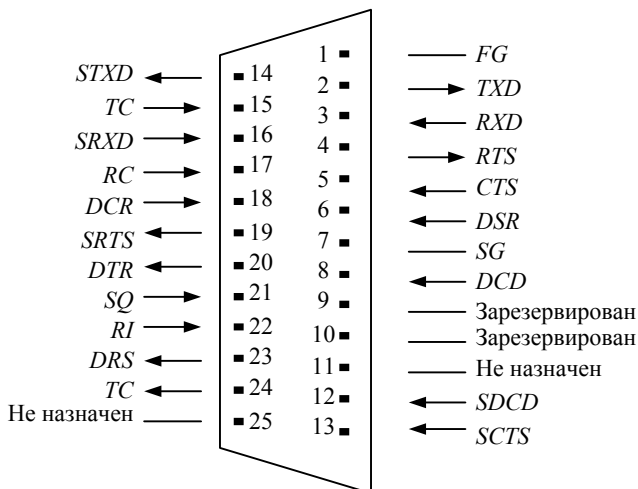 1 FG
STXD 14
2 TXD
TC 15
3 RXD
SRXD 16
4 RTS
RC 17
5 CTS
DCR 18
6 DSR
SRTS 19
7 SG
DTR 20
8 DCD
SQ 21
9 Зарезервирован
RI 22
10 Зарезервирован
DRS 23
11 Не назначен
TC 24
12 SDCD
Не назначен 25
13 SCTS